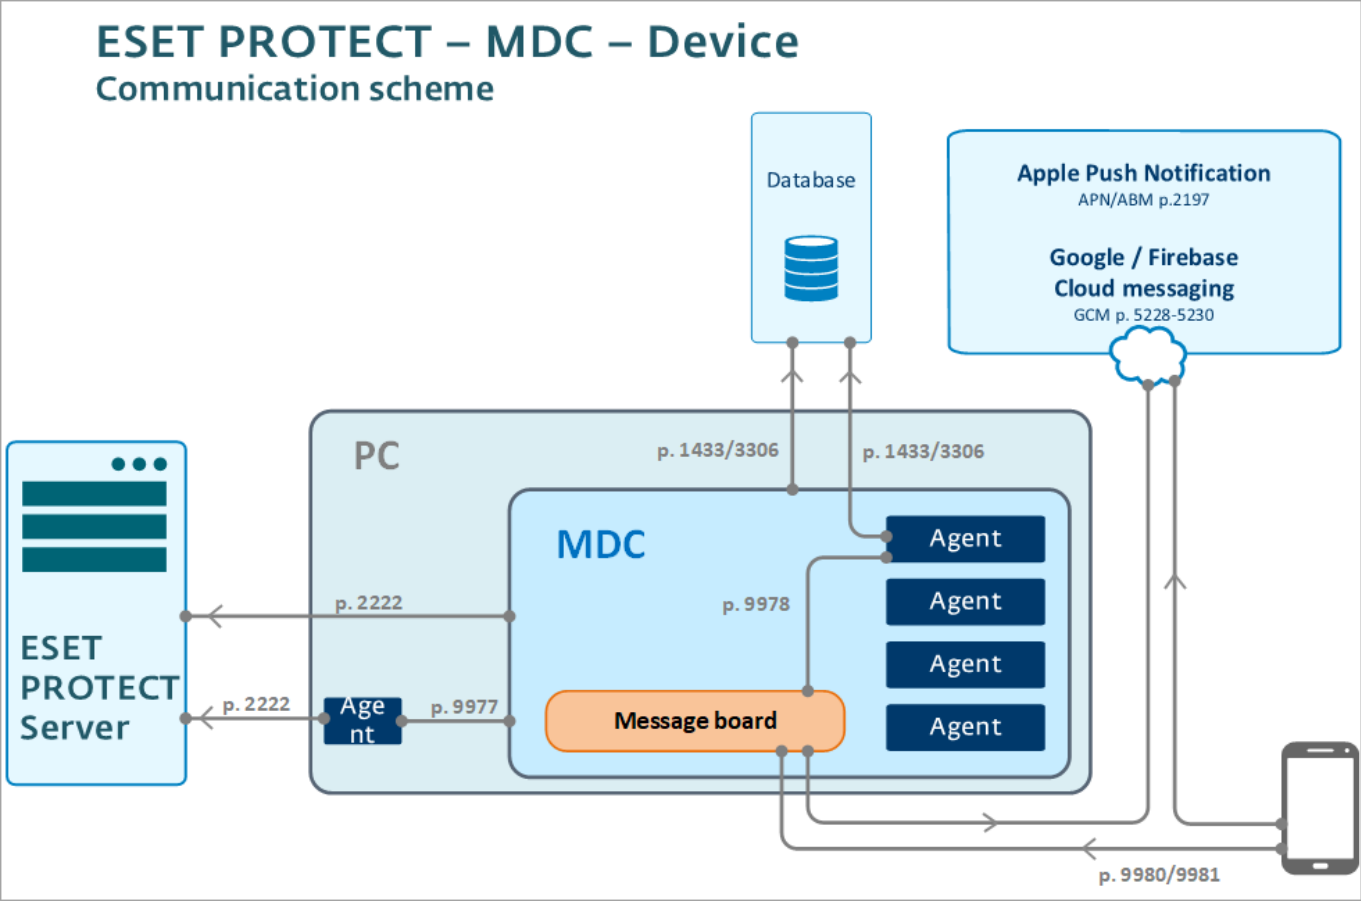 ESET PROTECT – MDC – Device
Communication scheme
Database
Apple Push Notification
APN/ABM p.2197
Google / Firebase
Cloud messaging
GCM p. 5228-5230
PC
p. 1433/3306
p. 1433/3306
MDC
Agent
p. 9978
Agent
Agent
Agent
p. 2222
ESET
PROTECT
Server
p. 2222
Age
nt
p. 9977
Message board
p. 9980/9981